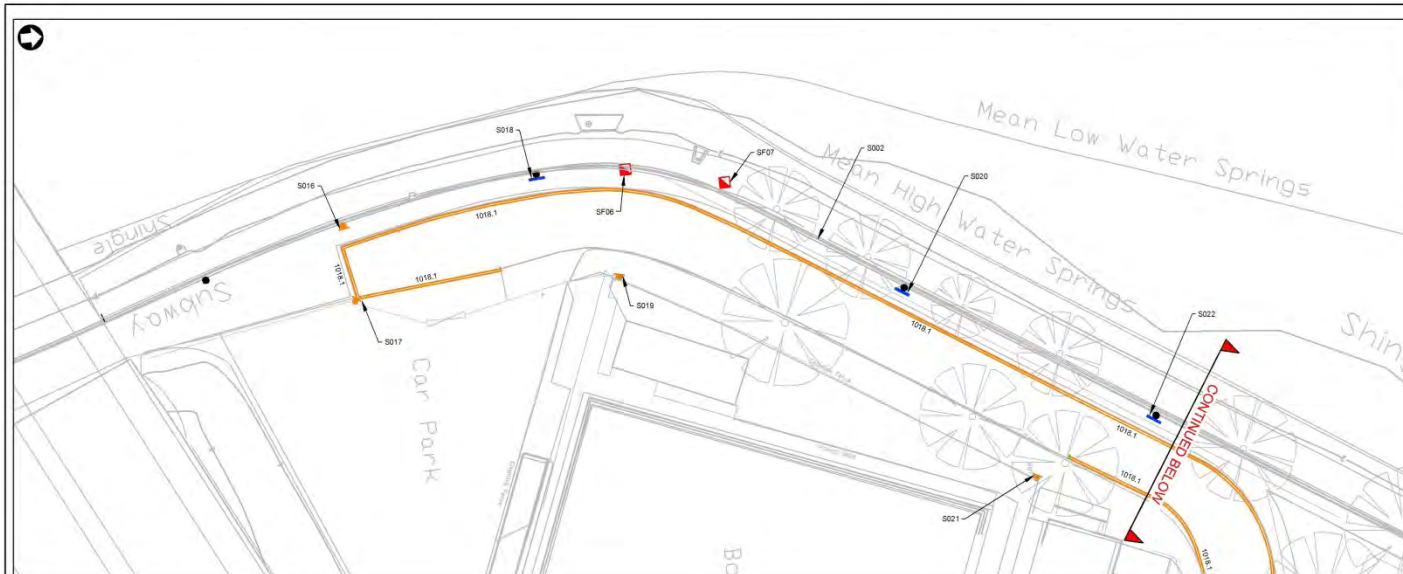 Mean Low Water Springs
S018
S002
SF07
Mean High Water Springs
S020
S016
SF06
1018.1
Shingle
1018.1
1018.1
Subway
S019
S017
1018.1
S022
Car Park
CONTINUED BELOW
1018.1
1018.1
S021
1018.1